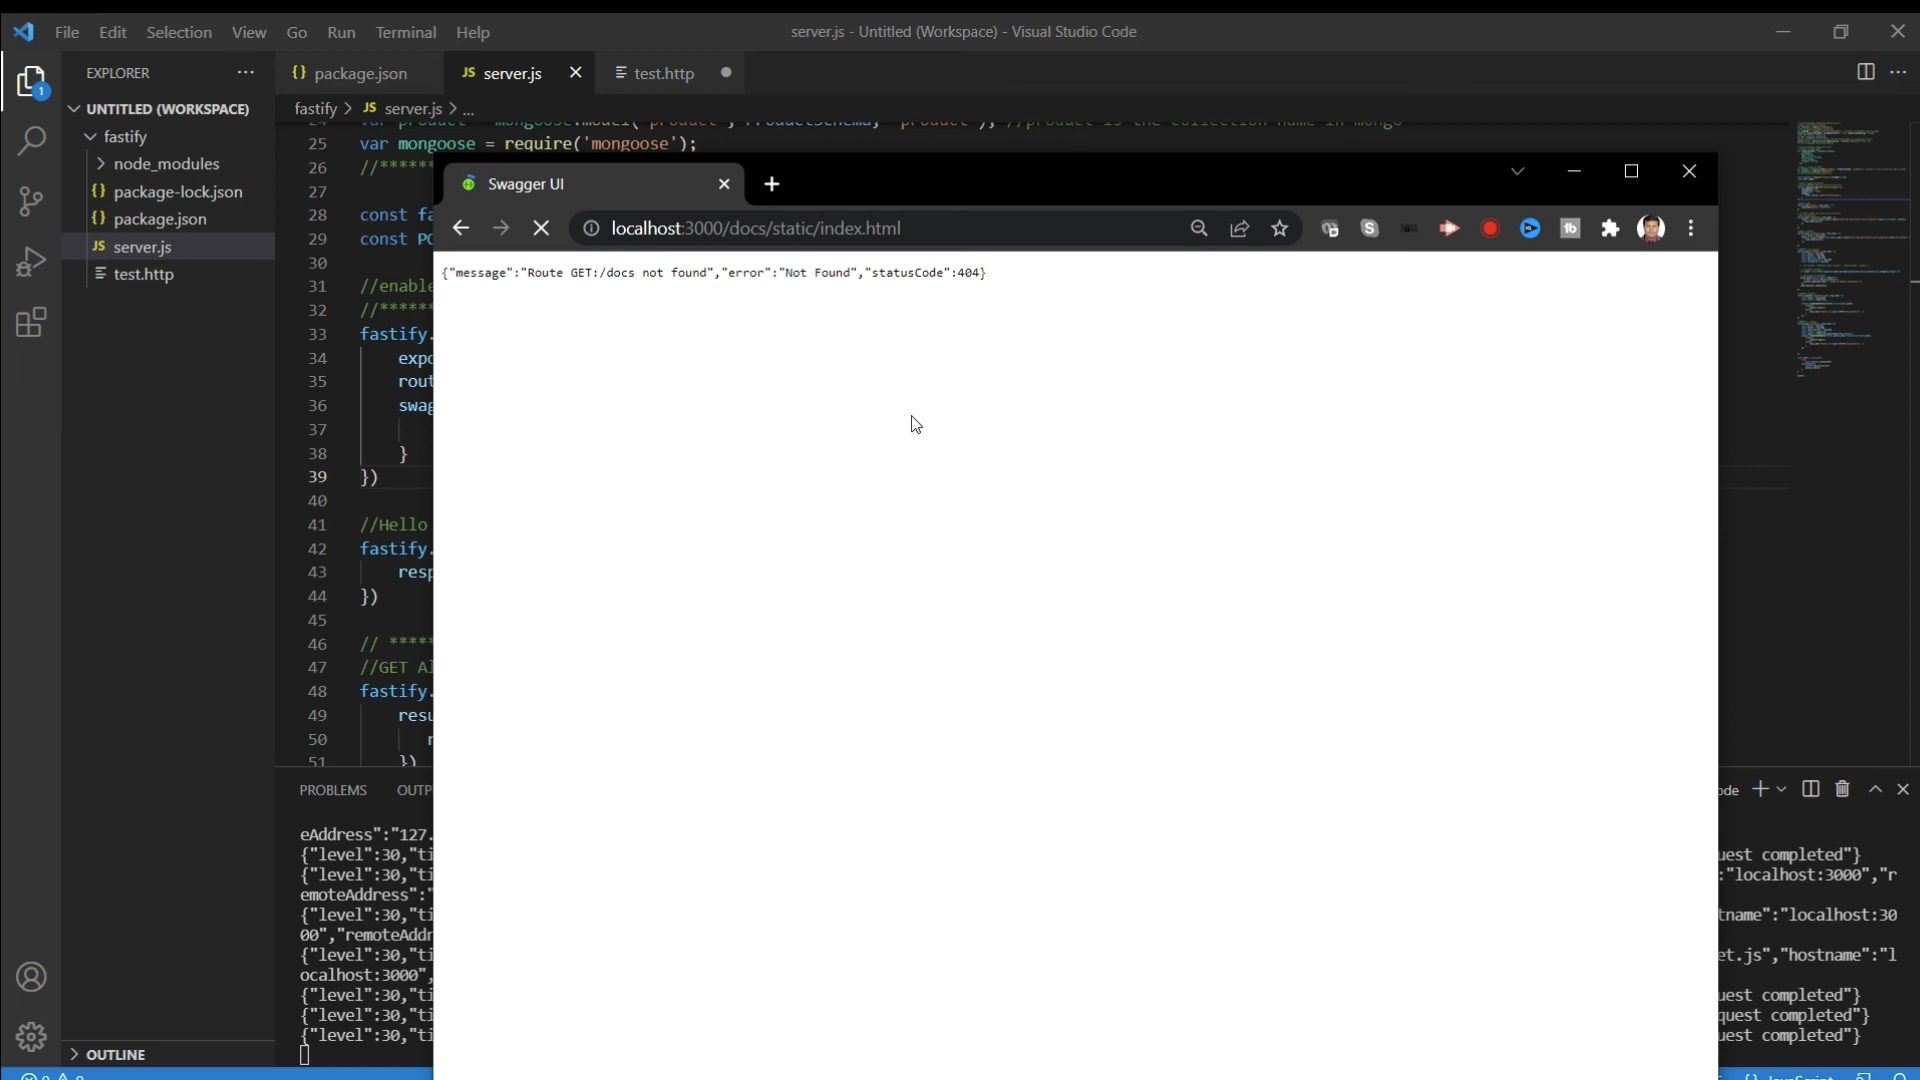 File Edit Selection View Go Run Terminal Help
server.js - Untitled (Workspace) - Visual Studio Code
EXPLORER
package.json
JS server.js
test.http
UNTITLED (WORKSPACE)
fastify > JS server.js > ...
fastify
node_modules
package-lock.json
package.json
JS server.js
test.http
25 var mongoose = require('mongoose');
26 //******
27
28 const fa
29 const PO
30
31 //enable
32 //******
33 fastify.
34 expo
35 rout
36 swag
37
38 }
39 })
40
41 //Hello
42 fastify.
43 resp
44 })
45
46 // *****
47 //GET Al
48 fastify.
49 resu
50 r
51 })
Swagger UI
localhost:3000/docs/static/index.html
{"message":"Route GET:/docs not found","error":"Not Found","statusCode":404}
PROBLEMS OUTP
ode
eAddress":"127.
{"level":30,"ti uest completed"}
{"level":30,"ti :"localhost:3000","r
emoteAddress":"
{"level":30,"ti tname":"localhost:30
00","remoteAddr
{"level":30,"ti et.js","hostname":"l
ocalhost:3000",
{"level":30,"ti uest completed"}
{"level":30,"ti quest completed"}
{"level":30,"ti uest completed"}
OUTLINE